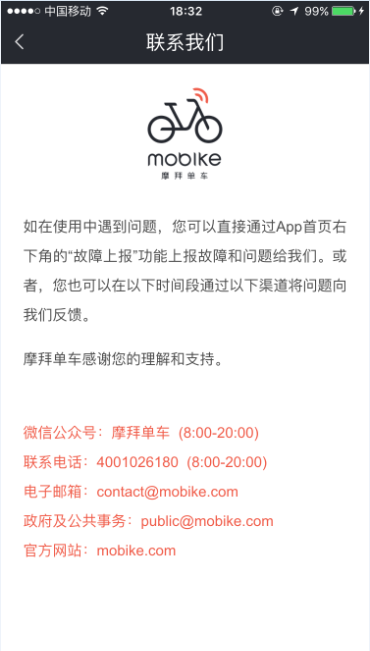 中国移动 18:32 99%
联系我们
mobike
摩拜单车
如在使用中遇到问题，您可以直接通过App首页右
下角的“故障上报”功能上报故障和问题给我们。或
者，您也可以在以下时间段通过以下渠道将问题向
我们反馈。
摩拜单车感谢您的理解和支持。
微信公众号：摩拜单车 (8:00-20:00)
联系电话：4001026180 (8:00-20:00)
电子邮箱：contact@mobike.com
政府及公共事务：public@mobike.com
官方网站：mobike.com